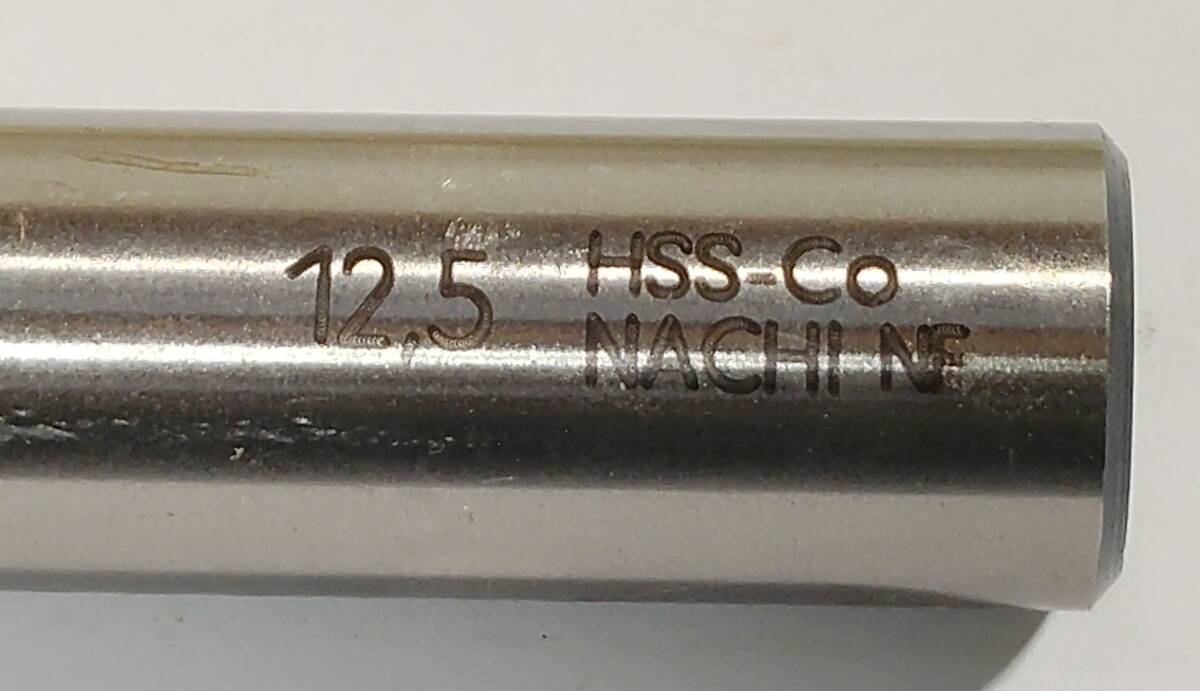 12,5
HSS-Co
NACHI NF